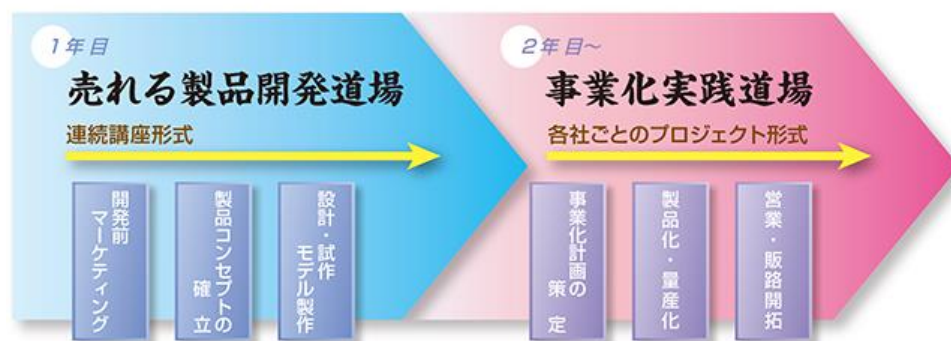 1年目
売れる製品開発道場
連続講座形式
開発前
マーケティング
製品コンセプトの
確立
設計・試作
モデル製作
2年目～
事業化実践道場
各社ごとのプロジェクト形式
事業化計画の
策定
製品化・量産化
営業・販路開拓